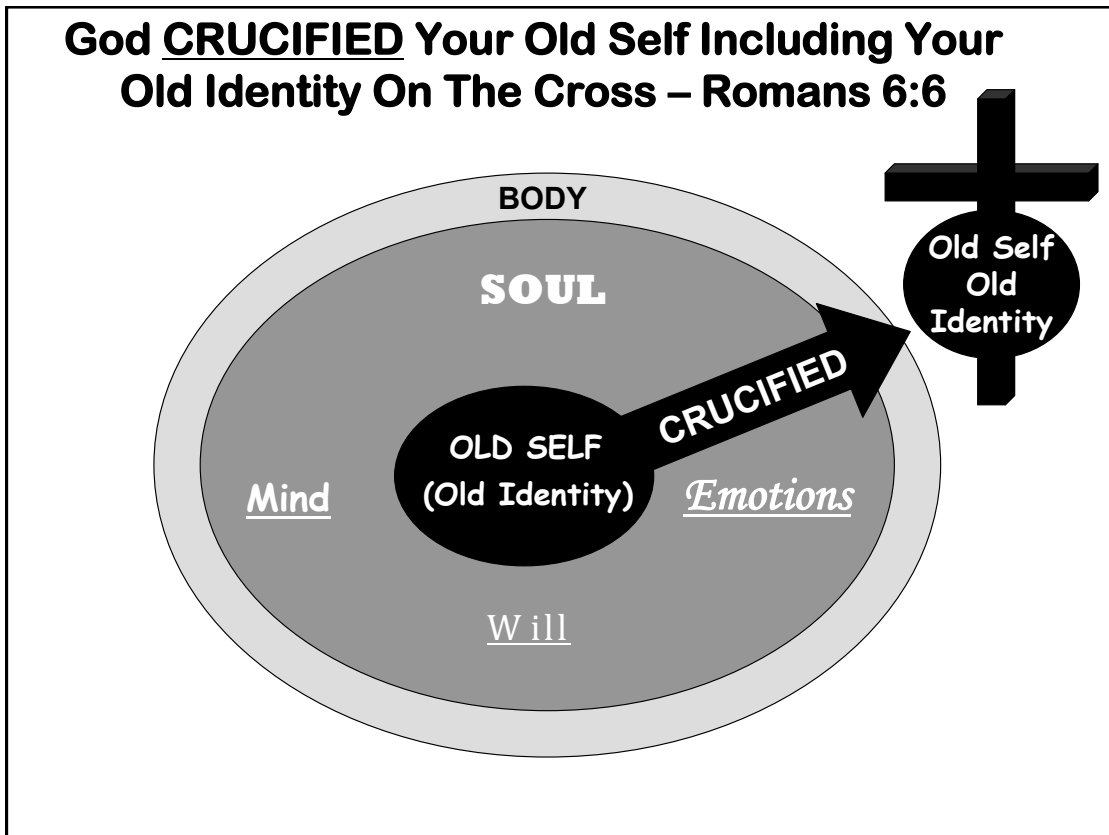 God CRUCIFIED Your Old Self Including Your
Old Identity On The Cross – Romans 6:6
BODY
SOUL
Old Self
Old
Identity
CRUCIFIED
OLD SELF
(Old Identity)
Mind
Emotions
Will